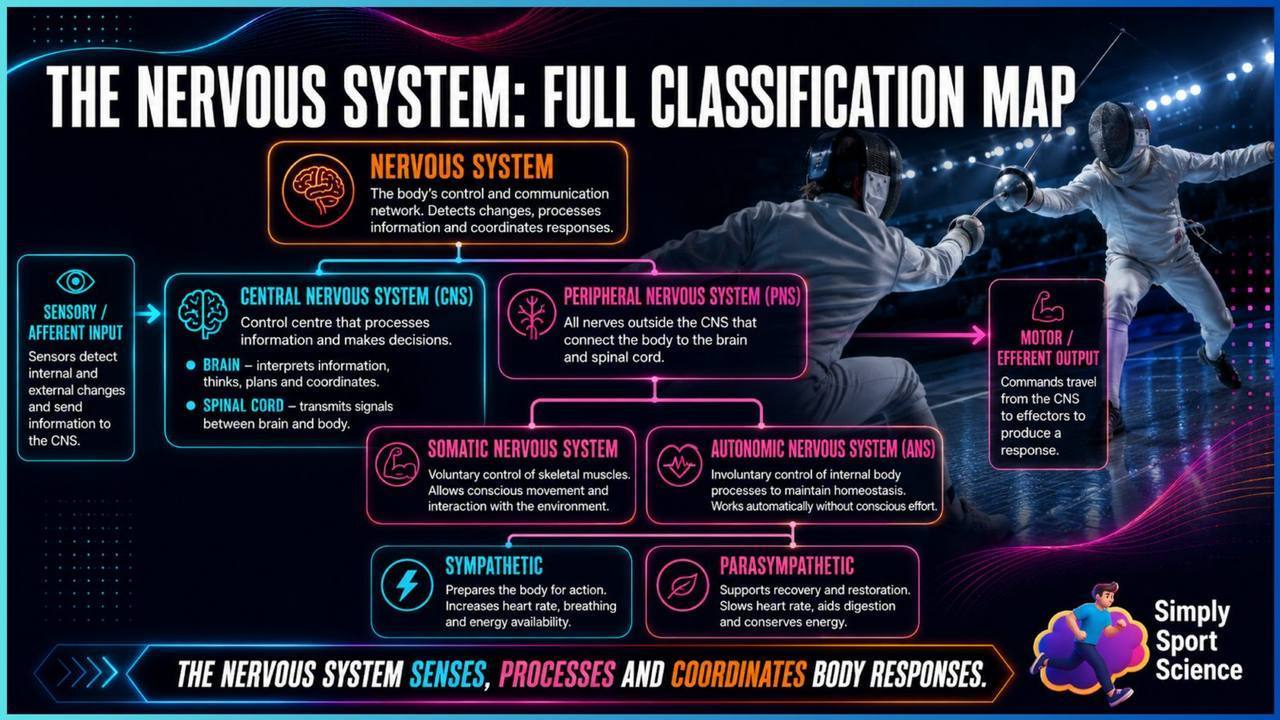 THE NERVOUS SYSTEM: FULL CLASSIFICATION MAP
NERVOUS SYSTEM
The body's control and communication
network. Detects changes, processes
information and coordinates responses.
SENSORY /
AFFERENT INPUT
Sensors detect
internal and
external changes
and send
information to
the CNS.
CENTRAL NERVOUS SYSTEM (CNS)
Control centre that processes
information and makes decisions.
BRAIN – interprets information,
thinks, plans and coordinates.
SPINAL CORD – transmits signals
between brain and body.
PERIPHERAL NERVOUS SYSTEM (PNS)
All nerves outside the CNS that
connect the body to the brain
and spinal cord.
MOTOR /
EFFERENT OUTPUT
Commands travel
from the CNS
to effectors to
produce a
response.
SOMATIC NERVOUS SYSTEM
Voluntary control of skeletal muscles.
Allows conscious movement and
interaction with the environment.
AUTONOMIC NERVOUS SYSTEM (ANS)
Involuntary control of internal body
processes to maintain homeostasis.
Works automatically without conscious effort.
SYMPATHETIC
Prepares the body for action.
Increases heart rate, breathing
and energy availability.
PARASYMPATHETIC
Supports recovery and restoration.
Slows heart rate, aids digestion
and conserves energy.
THE NERVOUS SYSTEM SENSES, PROCESSES AND COORDINATES BODY RESPONSES.
Simply
Sport
Science